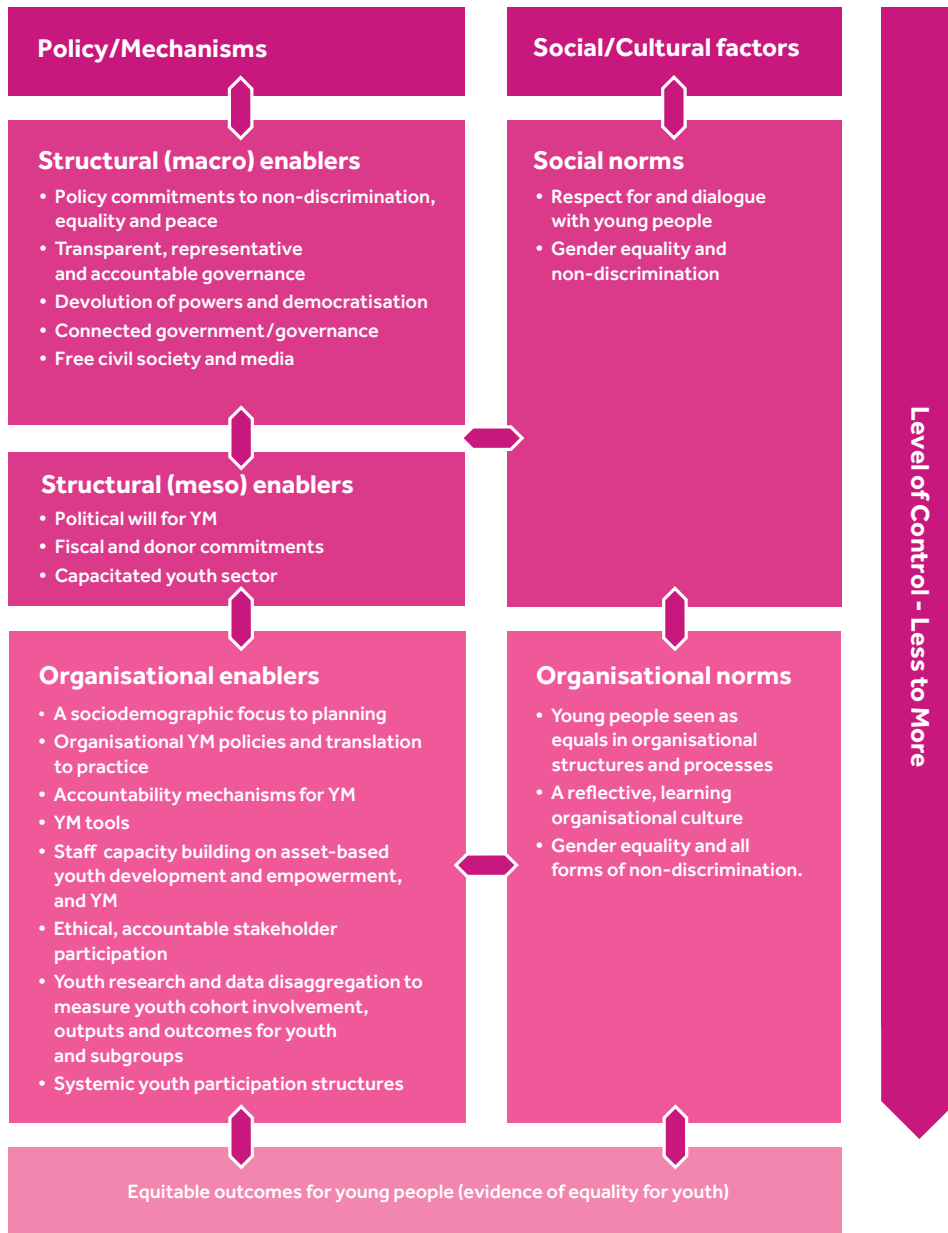 Policy/Mechanisms
Structural (macro) enablers
• Policy commitments to non-discrimination,
equality and peace
• Transparent, representative
and accountable governance
• Devolution of powers and democratisation
• Connected government/governance
• Free civil society and media
Structural (meso) enablers
• Political will for YM
• Fiscal and donor commitments
• Capacitated youth sector
Organisational enablers
• A sociodemographic focus to planning
• Organisational YM policies and translation
to practice
• Accountability mechanisms for YM
• YM tools
• Staff capacity building on asset-based
youth development and empowerment,
and YM
• Ethical, accountable stakeholder
participation
• Youth research and data disaggregation to
measure youth cohort involvement,
outputs and outcomes for youth
and subgroups
• Systemic youth participation structures
Social/Cultural factors
Social norms
• Respect for and dialogue
with young people
• Gender equality and
non-discrimination
Organisational norms
• Young people seen as
equals in organisational
structures and processes
• A reflective, learning
organisational culture
• Gender equality and all
forms of non-discrimination.
Equitable outcomes for young people (evidence of equality for youth)
Level of Control - Less to More